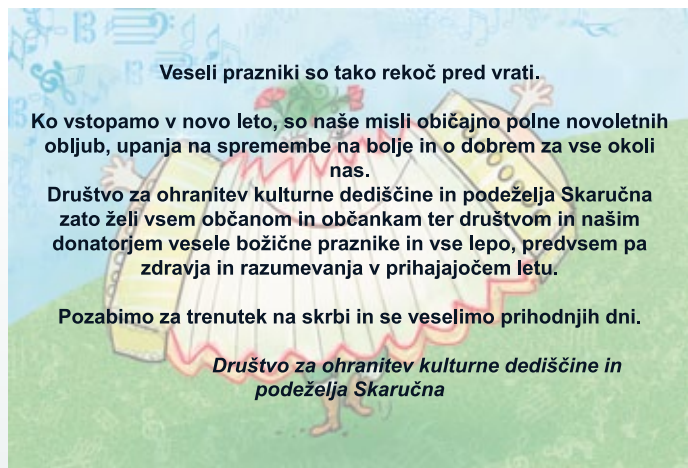 Veseli prazniki so tako rekoč pred vrati.
Ko vstopamo v novo leto, so naše misli običajno polne novoletnih
obljub, upanja na spremembe na bolje in o dobrem za vse okoli
nas.
Društvo za ohranitev kulturne dediščine in podeželja Skaručna
zato želi vsem občanom in občankam ter društvom in našim
donatorjem vesele božične praznike in vse lepo, predvsem pa
zdravja in razumevanja v prihajajočem letu.
Pozabimo za trenutek na skrbi in se veselimo prihodnjih dni.
Društvo za ohranitev kulturne dediščine in
podeželja Skaručna